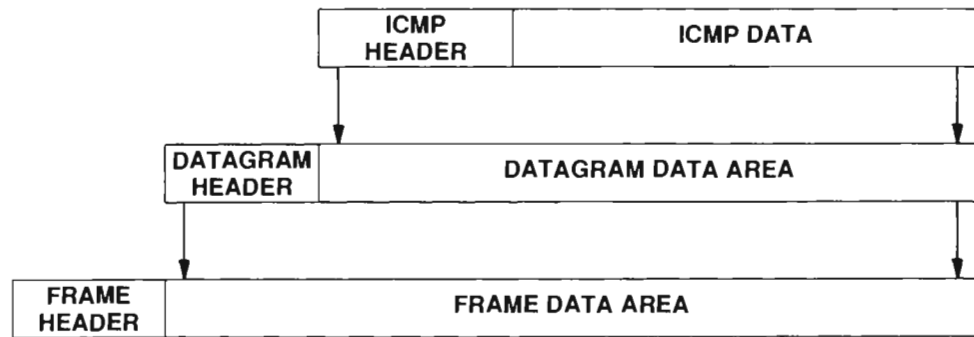 ICMP
HEADER
ICMP DATA
DATAGRAM
HEADER
DATAGRAM DATA AREA
FRAME
HEADER
FRAME DATA AREA